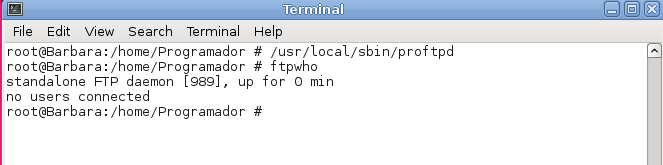 Terminal
File Edit View Search Terminal Help
root@Barbara:/home/Programador # /usr/local/sbin/proftpd
root@Barbara:/home/Programador # ftpwho
standalone FTP daemon [989], up for 0 min
no users connected
root@Barbara:/home/Programador #